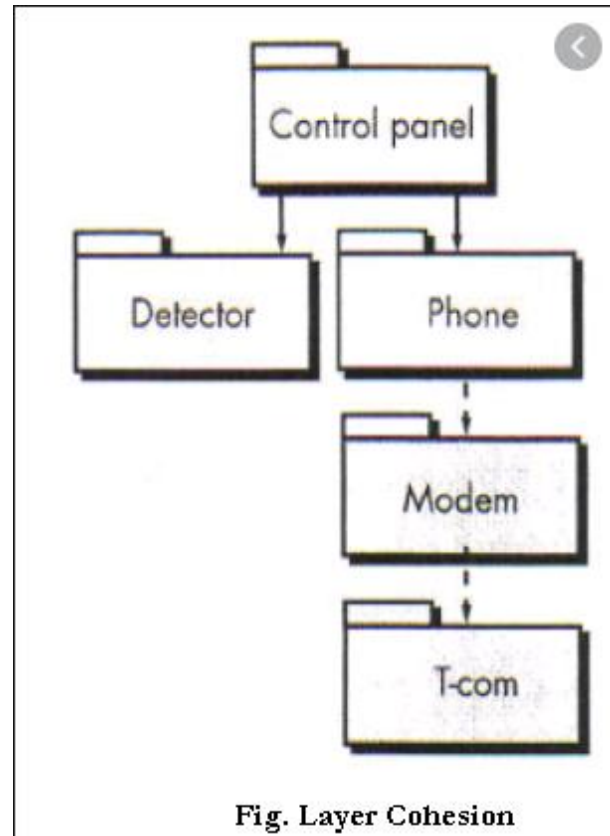 Control panel
Detector
Phone
Modem
T-com
Fig. Layer Cohesion